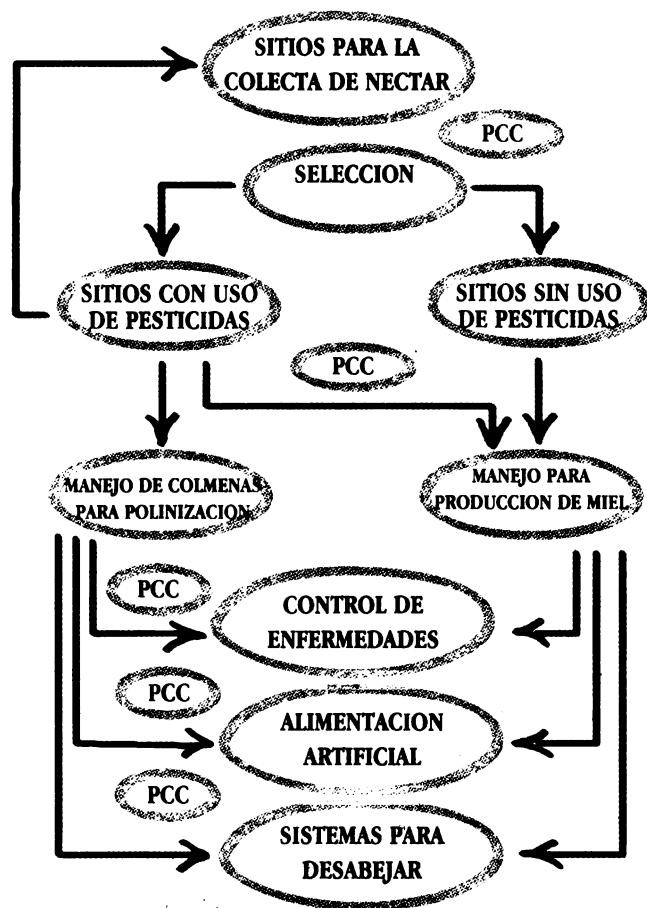 SITIOS PARA LA
COLECTA DE NECTAR
PCC
SELECCION
SITIOS CON USO
DE PESTICIDAS
SITIOS SIN USO
DE PESTICIDAS
PCC
MANEJO DE COLMENAS
PARA POLINIZACION
MANEJO PARA
PRODUCCION DE MIEL
PCC
CONTROL DE
ENFERMEDADES
PCC
ALIMENTACION
ARTIFICIAL
PCC
SISTEMAS PARA
DESABEJAR